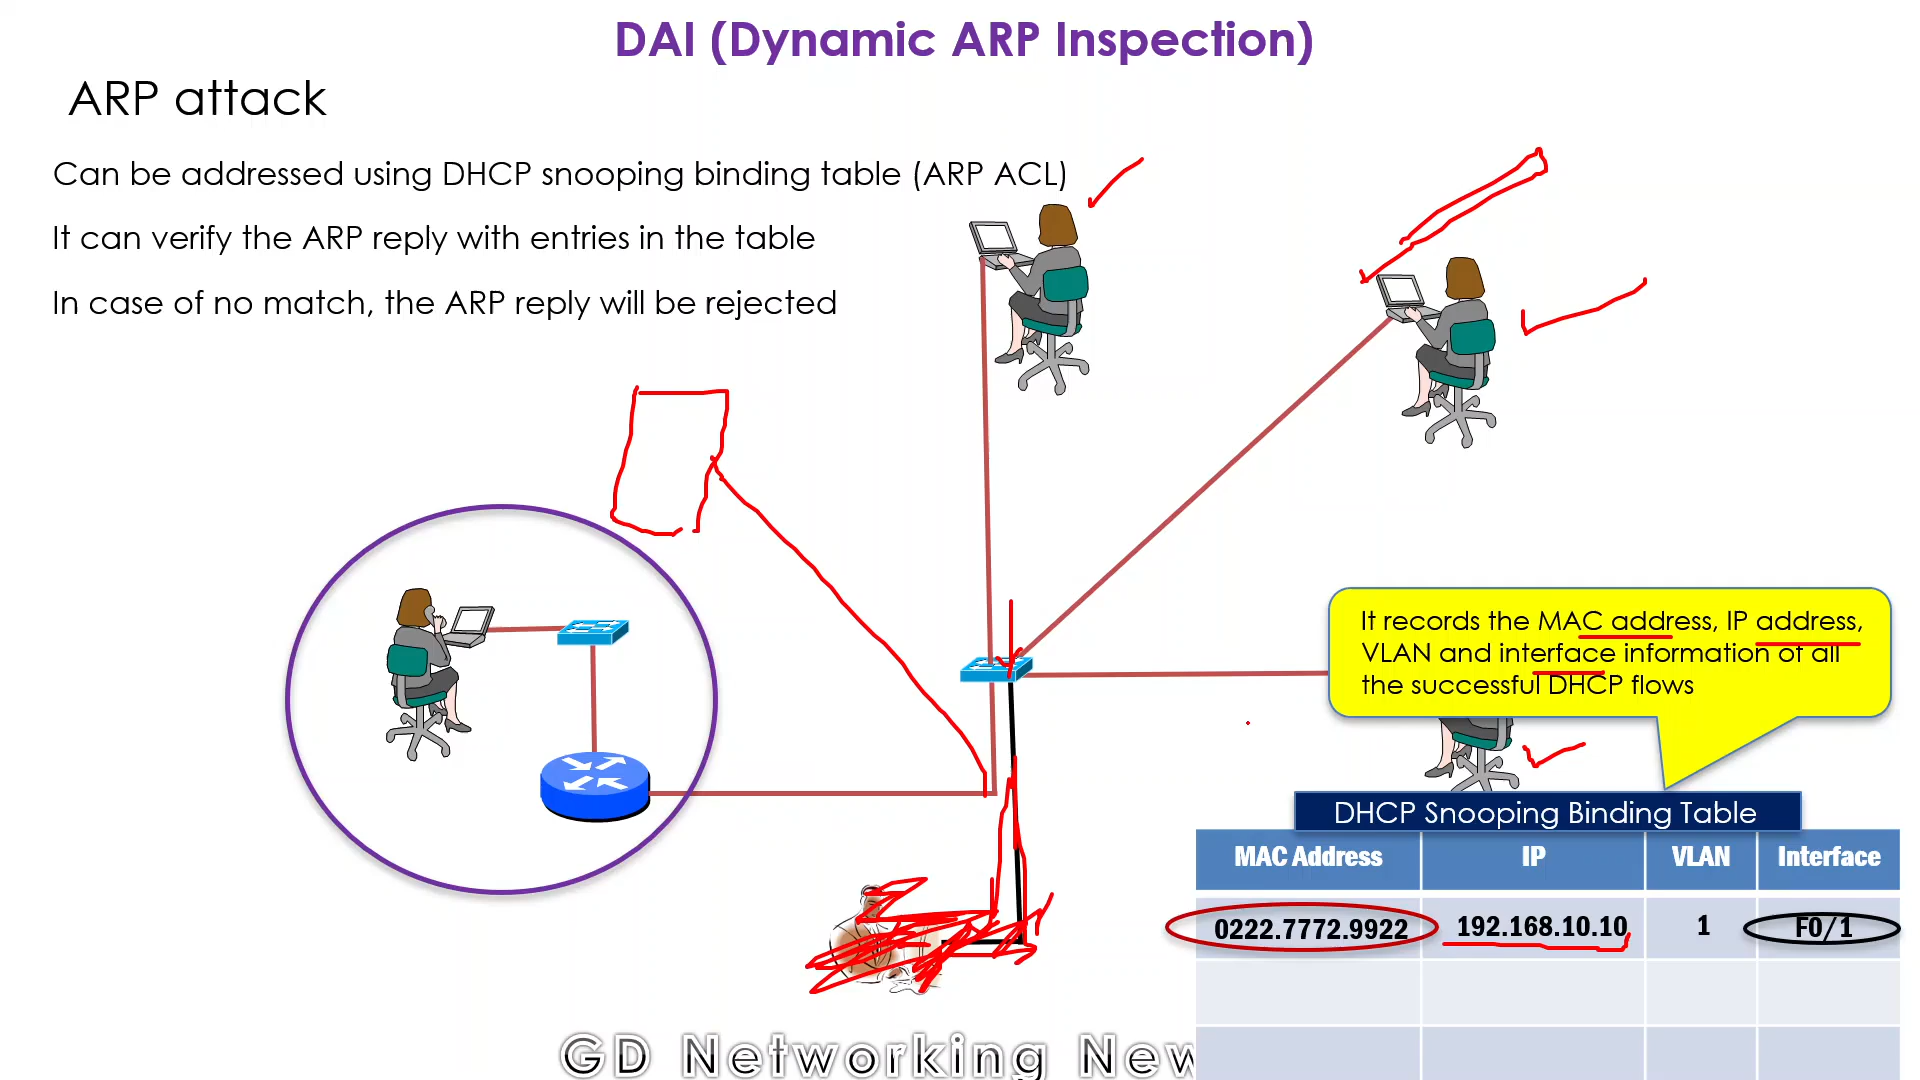 DAI (Dynamic ARP Inspection)
ARP attack
Can be addressed using DHCP snooping binding table (ARP ACL)
It can verify the ARP reply with entries in the table
In case of no match, the ARP reply will be rejected
It records the MAC address, IP address,
VLAN and interface information of all
the successful DHCP flows
DHCP Snooping Binding Table
MAC Address IP VLAN Interface
0222.7772.9922 192.168.10.10 1 F0/1
GD Networking New